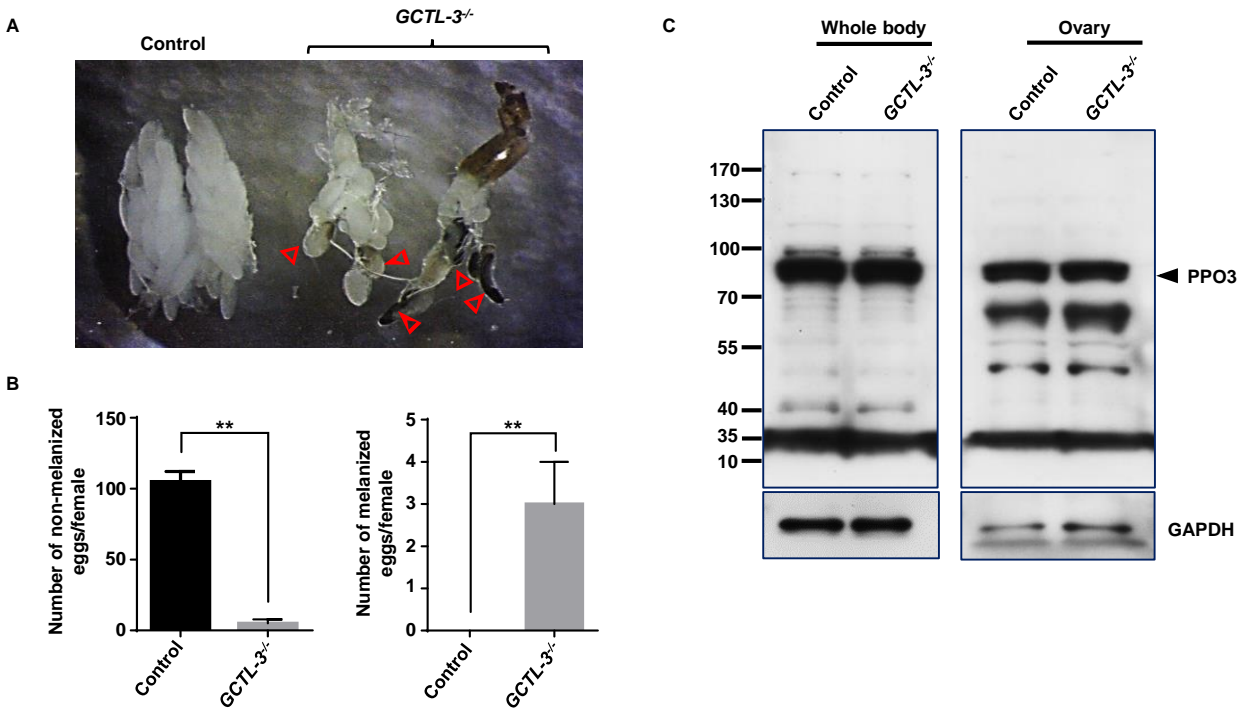 A
Control
GCTL-3-/-
B
Number of non-melanized
eggs/female
150
100
50
0
**
Control
GCTL-3-/-
Number of melanized
eggs/female
5
4
3
2
1
0
**
Control
GCTL-3-/-
C
Whole body
Ovary
Control
GCTL-3-/-
Control
GCTL-3-/-
170
130
100
70
55
40
35
10
PPO3
GAPDH